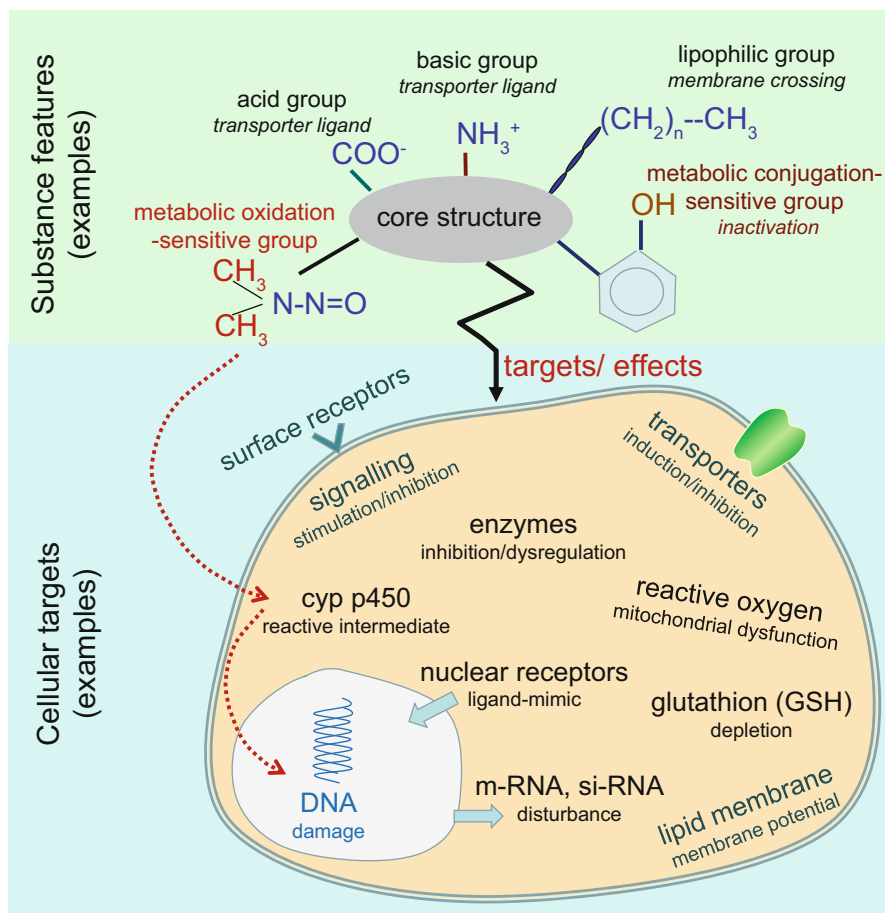 Substance features
(examples)
acid group
transporter ligand
COO-
basic group
transporter ligand
NH3+
lipophilic group
membrane crossing
(CH2)n--CH3
metabolic conjugation-
sensitive group
inactivation
OH
core structure
metabolic oxidation
-sensitive group
CH3
N-N=O
CH3
targets/ effects
Cellular targets
(examples)
surface receptors
signalling
stimulation/inhibition
transporters
induction/inhibition
enzymes
inhibition/dysregulation
cyp p450
reactive intermediate
reactive oxygen
mitochondrial dysfunction
nuclear receptors
ligand-mimic
glutathion (GSH)
depletion
DNA
damage
m-RNA, si-RNA
disturbance
lipid membrane
membrane potential